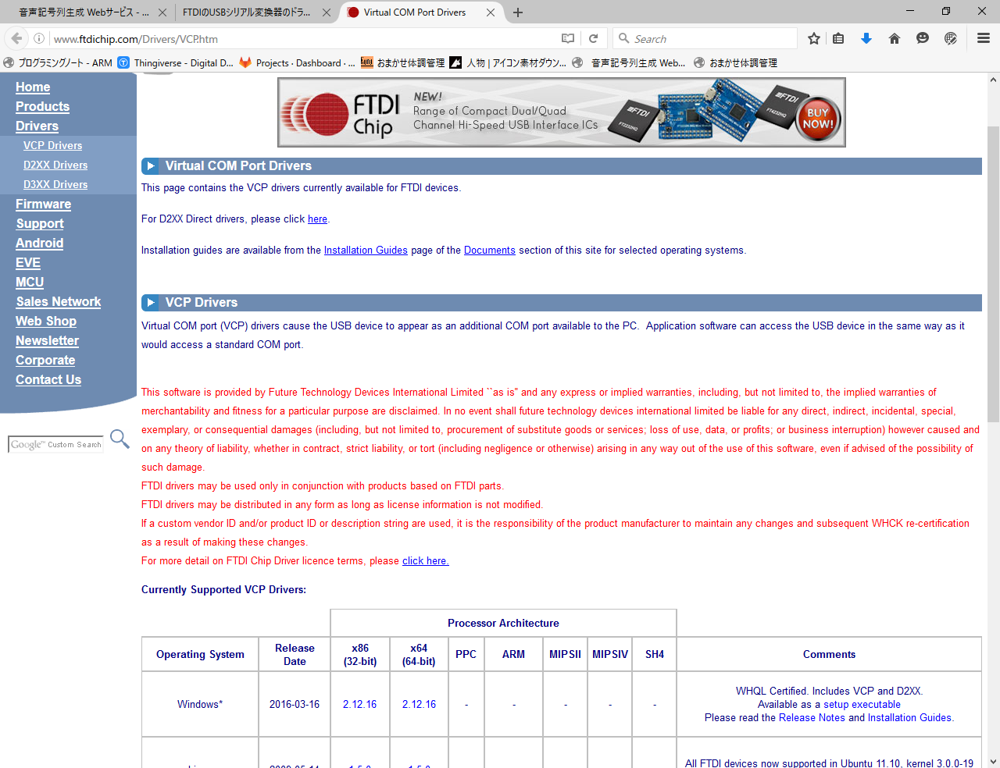 音声記号列生成 Webサービス - ...
FTDIのUSBシリアル変換器のドラ...
Virtual COM Port Drivers
www.ftdichip.com/Drivers/VCP.htm
Search
プログラミングノート - ARM
Thingiverse - Digital D...
Projects · Dashboard · ...
おまかせ体調管理
人物 | アイコン素材ダウン...
音声記号列生成 Web...
おまかせ体調管理
Home
Products
Drivers
VCP Drivers
D2XX Drivers
D3XX Drivers
Firmware
Support
Android
EVE
MCU
Sales Network
Web Shop
Newsletter
Corporate
Contact Us
Google™ Custom Search
FTDI
Chip
NEW!
Range of Compact Dual/Quad
Channel Hi-Speed USB Interface ICs
FTDI
FT2232HQ
FTDI
FT4232HQ
BUY
NOW!
Virtual COM Port Drivers
This page contains the VCP drivers currently available for FTDI devices.
For D2XX Direct drivers, please click here.
Installation guides are available from the Installation Guides page of the Documents section of this site for selected operating systems.
VCP Drivers
Virtual COM port (VCP) drivers cause the USB device to appear as an additional COM port available to the PC.  Application software can access the USB device in the same way as it
would access a standard COM port.
This software is provided by Future Technology Devices International Limited ``as is'' and any express or implied warranties, including, but not limited to, the implied warranties of
merchantability and fitness for a particular purpose are disclaimed. In no event shall future technology devices international limited be liable for any direct, indirect, incidental, special,
exemplary, or consequential damages (including, but not limited to, procurement of substitute goods or services; loss of use, data, or profits; or business interruption) however caused and
on any theory of liability, whether in contract, strict liability, or tort (including negligence or otherwise) arising in any way out of the use of this software, even if advised of the possibility of
such damage.
FTDI drivers may be used only in conjunction with products based on FTDI parts.
FTDI drivers may be distributed in any form as long as license information is not modified.
If a custom vendor ID and/or product ID or description string are used, it is the responsibility of the product manufacturer to maintain any changes and subsequent WHCK re-certification
as a result of making these changes.
For more detail on FTDI Chip Driver licence terms, please click here.
Currently Supported VCP Drivers:
Processor Architecture
Operating System
Release
Date
x86
(32-bit)
x64
(64-bit)
PPC
ARM
MIPSII
MIPSIV
SH4
Comments
Windows*
2016-03-16
2.12.16
2.12.16
-
-
-
-
-
WHQL Certified. Includes VCP and D2XX.
Available as a setup executable
Please read the Release Notes and Installation Guides.
All FTDI devices now supported in Ubuntu 11.10, kernel 3.0.0-19